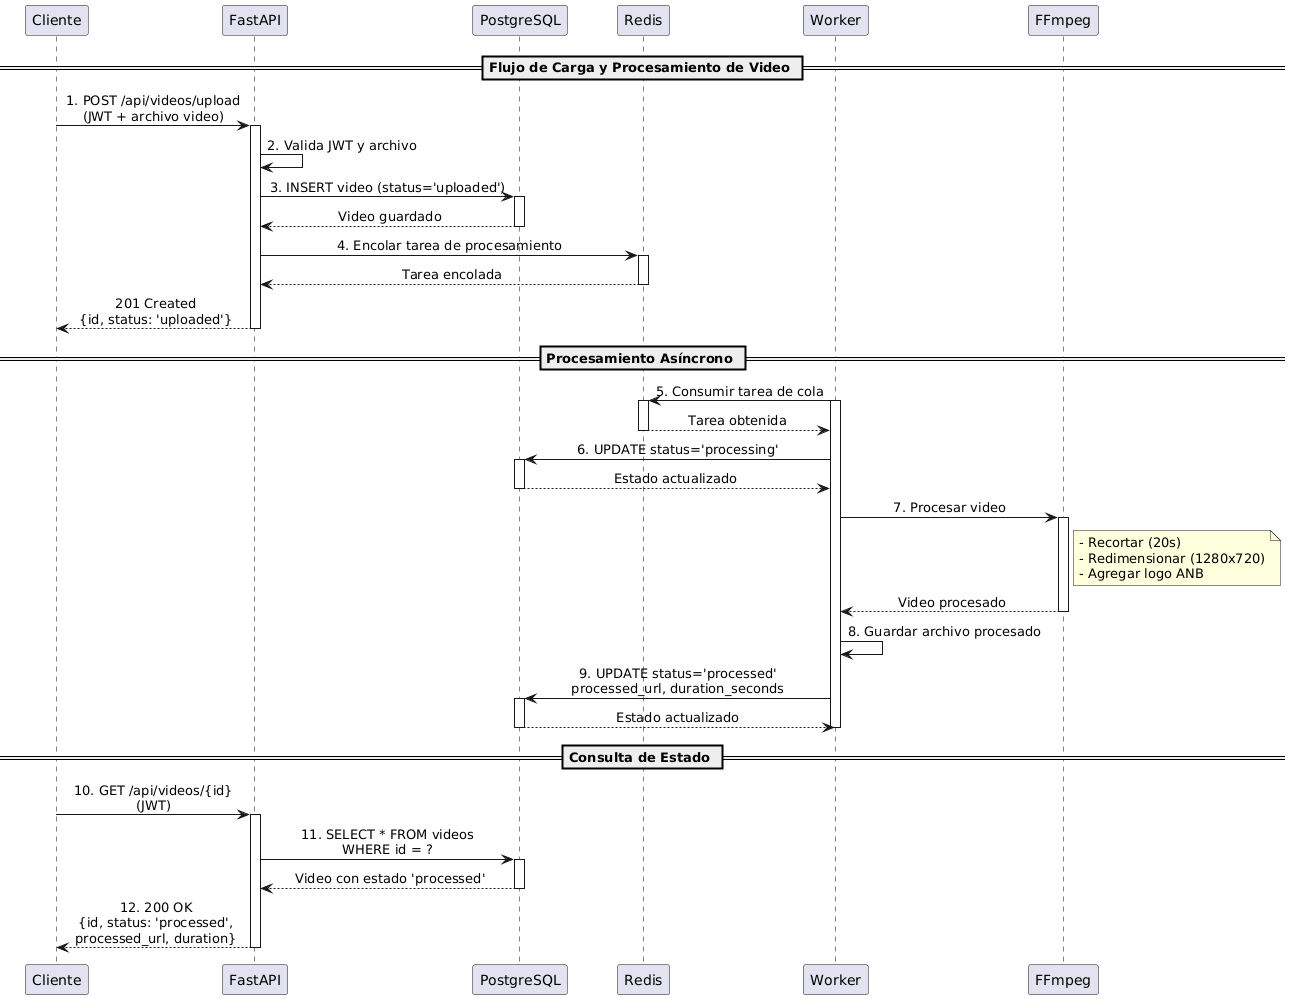 Cliente
FastAPI
PostgreSQL
Redis
Worker
FFmpeg
Flujo de Carga y Procesamiento de Video
1. POST /api/videos/upload
(JWT + archivo video)
2. Valida JWT y archivo
3. INSERT video (status='uploaded')
Video guardado
4. Encolar tarea de procesamiento
Tarea encolada
201 Created
{id, status: 'uploaded'}
Procesamiento Asíncrono
5. Consumir tarea de cola
Tarea obtenida
6. UPDATE status='processing'
Estado actualizado
7. Procesar video
- Recortar (20s)
- Redimensionar (1280x720)
- Agregar logo ANB
Video procesado
8. Guardar archivo procesado
9. UPDATE status='processed'
processed_url, duration_seconds
Estado actualizado
Consulta de Estado
10. GET /api/videos/{id}
(JWT)
11. SELECT * FROM videos
WHERE id = ?
Video con estado 'processed'
12. 200 OK
{id, status: 'processed',
processed_url, duration}
Cliente
FastAPI
PostgreSQL
Redis
Worker
FFmpeg